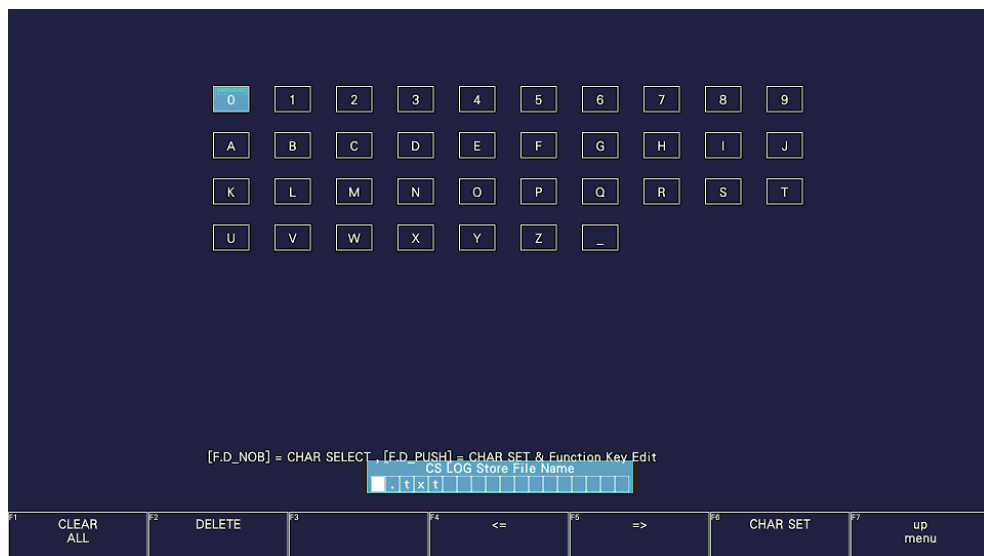 0 1 2 3 4 5 6 7 8 9
A B C D E F G H I J
K L M N O P Q R S T
U V W X Y Z _
[F.D_NOB] = CHAR SELECT , [F.D_PUSH] = CHAR SET & Function Key Edit
CS LOG Store File Name
.txt
F1 CLEAR ALL F2 DELETE F3 F4 <= F5 => F6 CHAR SET F7 up menu